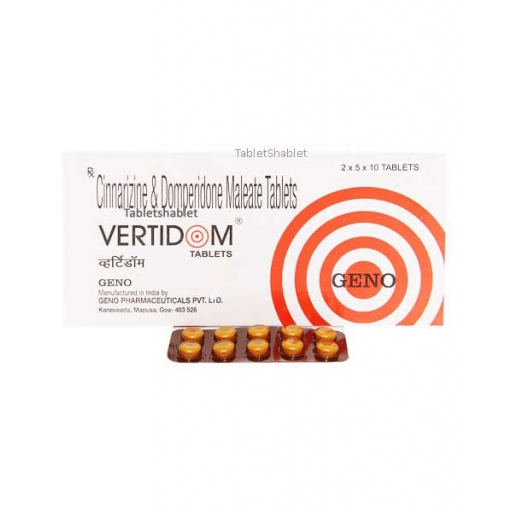 TabletShablet
Rx
2 x 5 x 10 TABLETS
Cinnarizine & Domperidone Maleate Tablets
Tabletshablet
VERTIDOM®
TABLETS
व्हर्टिडॉम
GENO
GENO
Manufactured in India by
GENO PHARMACEUTICALS PVT. LTD.
Karaswada, Mapusa, Goa- 403 526